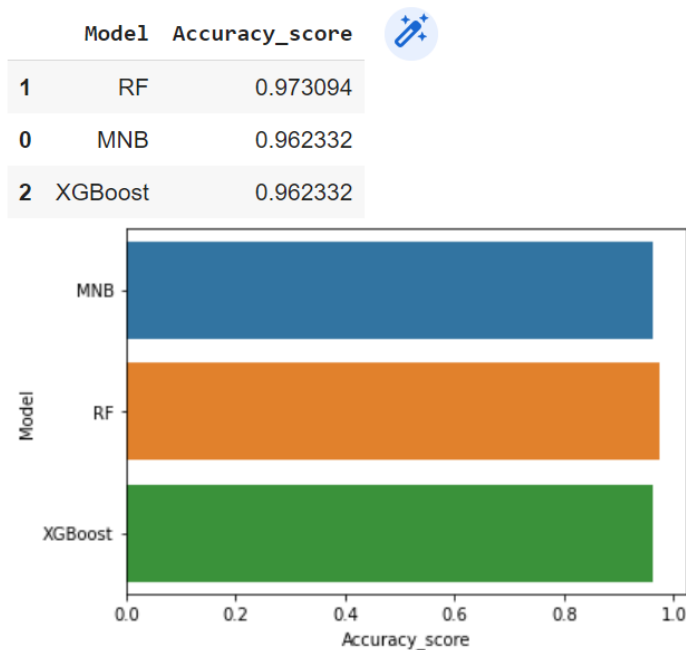 Model Accuracy_score
1 RF 0.973094
0 MNB 0.962332
2 XGBoost 0.962332
MNB
RF
XGBoost
Model
0.0 0.2 0.4 0.6 0.8 1.0
Accuracy_score